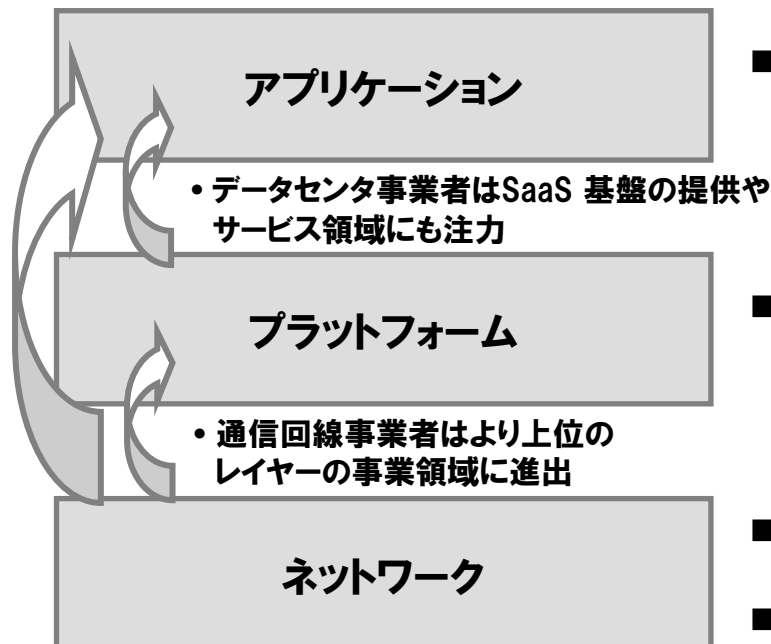 アプリケーション
• データセンタ事業者はSaaS 基盤の提供や
サービス領域にも注力
プラットフォーム
• 通信回線事業者はより上位の
レイヤーの事業領域に進出
ネットワーク